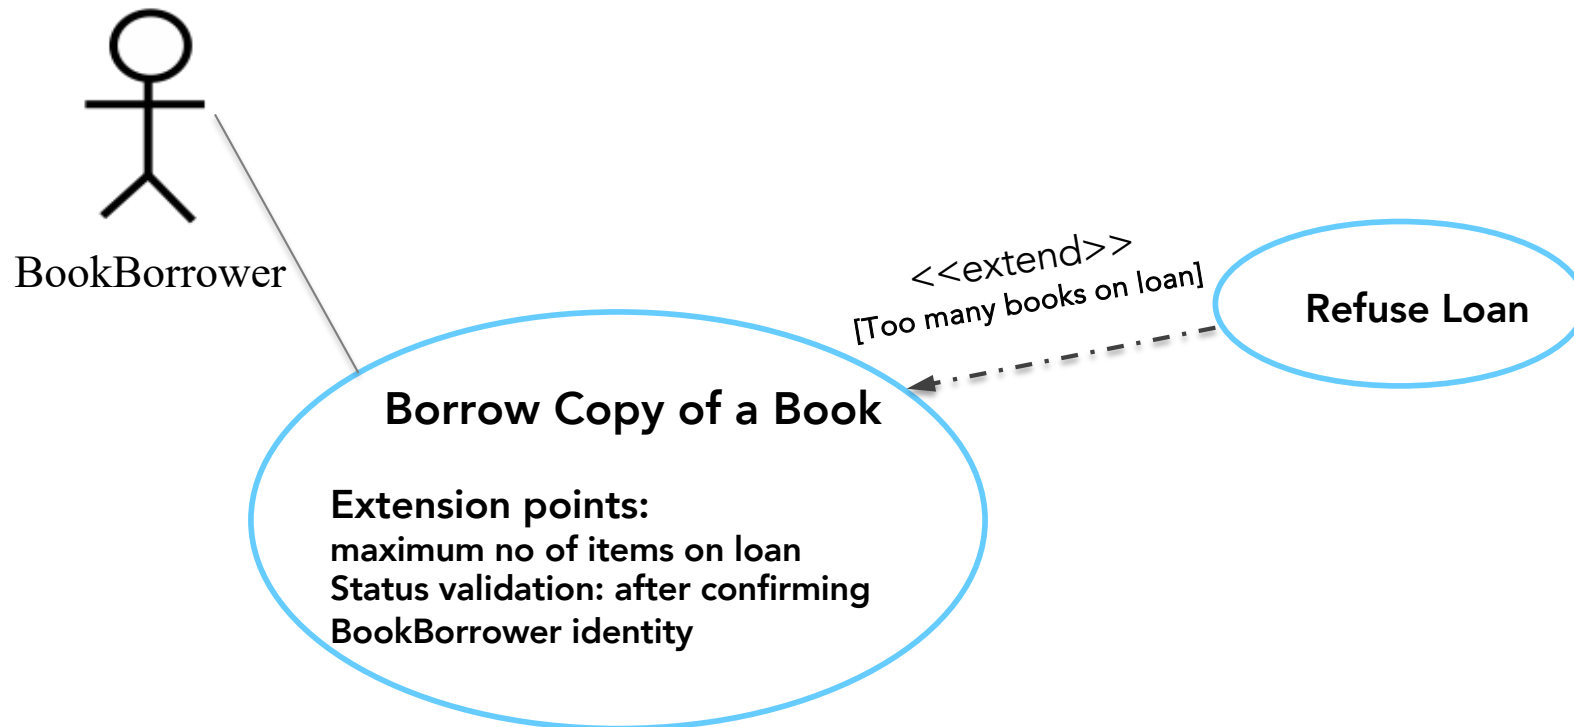 BookBorrower
<<extend>>
[Too many books on loan]
Refuse Loan
Borrow Copy of a Book
Extension points:
maximum no of items on loan
Status validation: after confirming
BookBorrower identity